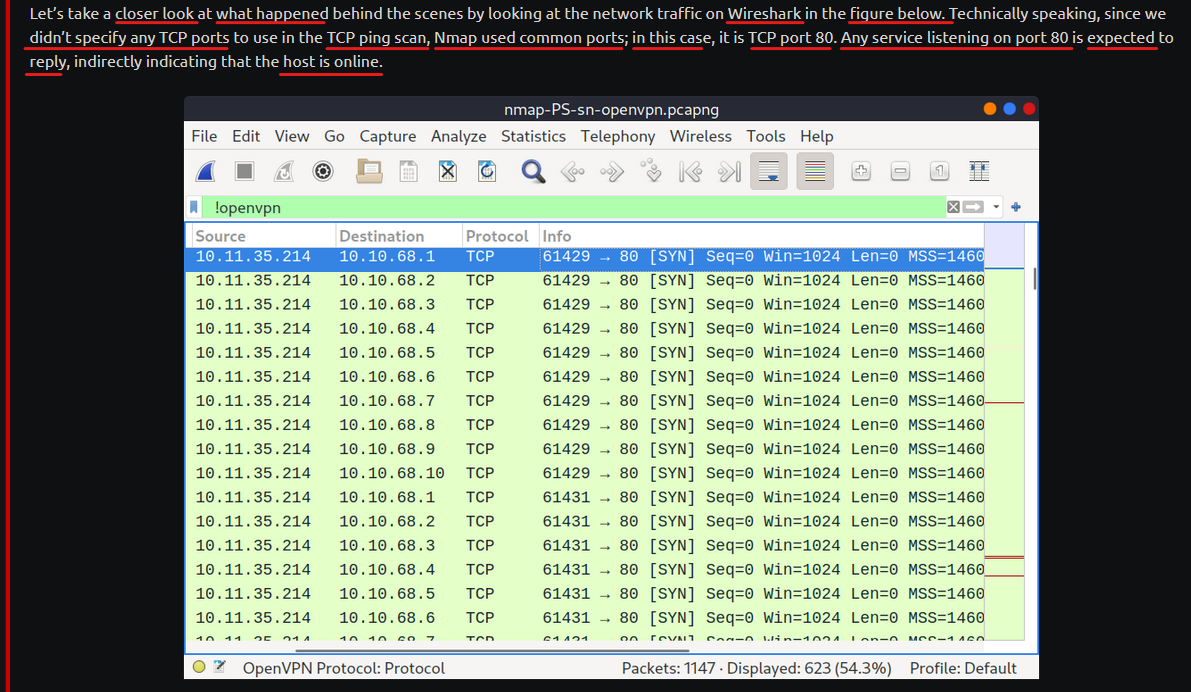 Let’s take a closer look at what happened behind the scenes by looking at the network traffic on Wireshark in the figure below. Technically speaking, since we
didn’t specify any TCP ports to use in the TCP ping scan, Nmap used common ports; in this case, it is TCP port 80. Any service listening on port 80 is expected to
reply, indirectly indicating that the host is online.
nmap-PS-sn-openvpn.pcapng
File Edit View Go Capture Analyze Statistics Telephony Wireless Tools Help
!openvpn
Source Destination Protocol Info
10.11.35.214 10.10.68.1 TCP 61429 → 80 [SYN] Seq=0 Win=1024 Len=0 MSS=1460
10.11.35.214 10.10.68.2 TCP 61429 → 80 [SYN] Seq=0 Win=1024 Len=0 MSS=1460
10.11.35.214 10.10.68.3 TCP 61429 → 80 [SYN] Seq=0 Win=1024 Len=0 MSS=1460
10.11.35.214 10.10.68.4 TCP 61429 → 80 [SYN] Seq=0 Win=1024 Len=0 MSS=1460
10.11.35.214 10.10.68.5 TCP 61429 → 80 [SYN] Seq=0 Win=1024 Len=0 MSS=1460
10.11.35.214 10.10.68.6 TCP 61429 → 80 [SYN] Seq=0 Win=1024 Len=0 MSS=1460
10.11.35.214 10.10.68.7 TCP 61429 → 80 [SYN] Seq=0 Win=1024 Len=0 MSS=1460
10.11.35.214 10.10.68.8 TCP 61429 → 80 [SYN] Seq=0 Win=1024 Len=0 MSS=1460
10.11.35.214 10.10.68.9 TCP 61429 → 80 [SYN] Seq=0 Win=1024 Len=0 MSS=1460
10.11.35.214 10.10.68.10 TCP 61429 → 80 [SYN] Seq=0 Win=1024 Len=0 MSS=1460
10.11.35.214 10.10.68.1 TCP 61431 → 80 [SYN] Seq=0 Win=1024 Len=0 MSS=1460
10.11.35.214 10.10.68.2 TCP 61431 → 80 [SYN] Seq=0 Win=1024 Len=0 MSS=1460
10.11.35.214 10.10.68.3 TCP 61431 → 80 [SYN] Seq=0 Win=1024 Len=0 MSS=1460
10.11.35.214 10.10.68.4 TCP 61431 → 80 [SYN] Seq=0 Win=1024 Len=0 MSS=1460
10.11.35.214 10.10.68.5 TCP 61431 → 80 [SYN] Seq=0 Win=1024 Len=0 MSS=1460
10.11.35.214 10.10.68.6 TCP 61431 → 80 [SYN] Seq=0 Win=1024 Len=0 MSS=1460
OpenVPN Protocol: Protocol Packets: 1147 · Displayed: 623 (54.3%) Profile: Default